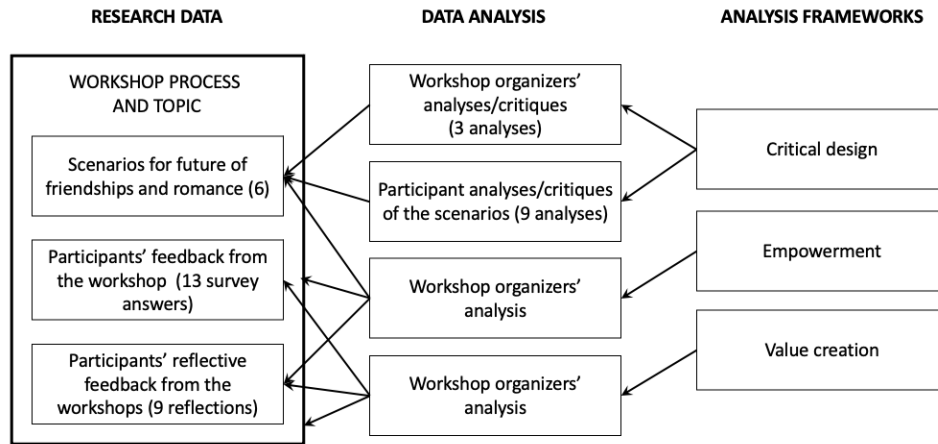 RESEARCH DATA
WORKSHOP PROCESS
AND TOPIC
Scenarios for future of
friendships and romance (6)
Participants’ feedback from
the workshop (13 survey
answers)
Participants’ reflective
feedback from the
workshops (9 reflections)
DATA ANALYSIS
Workshop organizers’
analyses/critiques
(3 analyses)
Participant analyses/critiques
of the scenarios (9 analyses)
Workshop organizers’
analysis
Workshop organizers’
analysis
ANALYSIS FRAMEWORKS
Critical design
Empowerment
Value creation